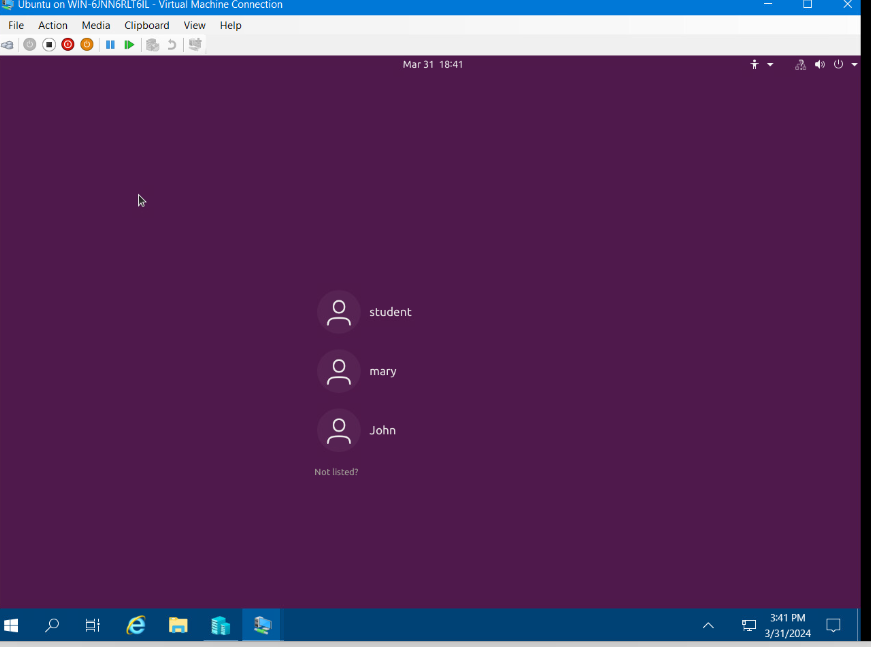 Ubuntu on WIN-6JNN6RLT6IL - Virtual Machine Connection
File Action Media Clipboard View Help
Mar 31 18:41
student
mary
John
Not listed?
3:41 PM
3/31/2024